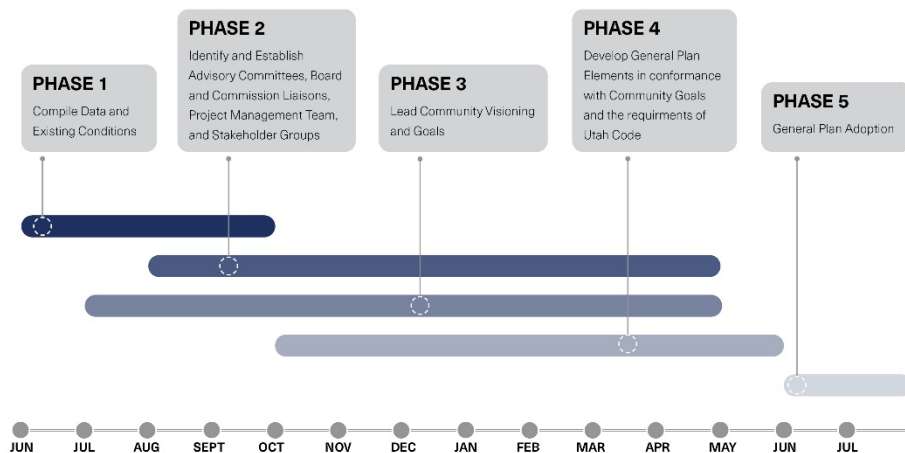 PHASE 1
Compile Data and
Existing Conditions
PHASE 2
Identify and Establish
Advisory Committees, Board
and Commission Liaisons,
Project Management Team,
and Stakeholder Groups
PHASE 3
Lead Community Visioning
and Goals
PHASE 4
Develop General Plan
Elements in conformance
with Community Goals
and the requirments of
Utah Code
PHASE 5
General Plan Adoption
JUN JUL AUG SEPT OCT NOV DEC JAN FEB MAR APR MAY JUN JUL